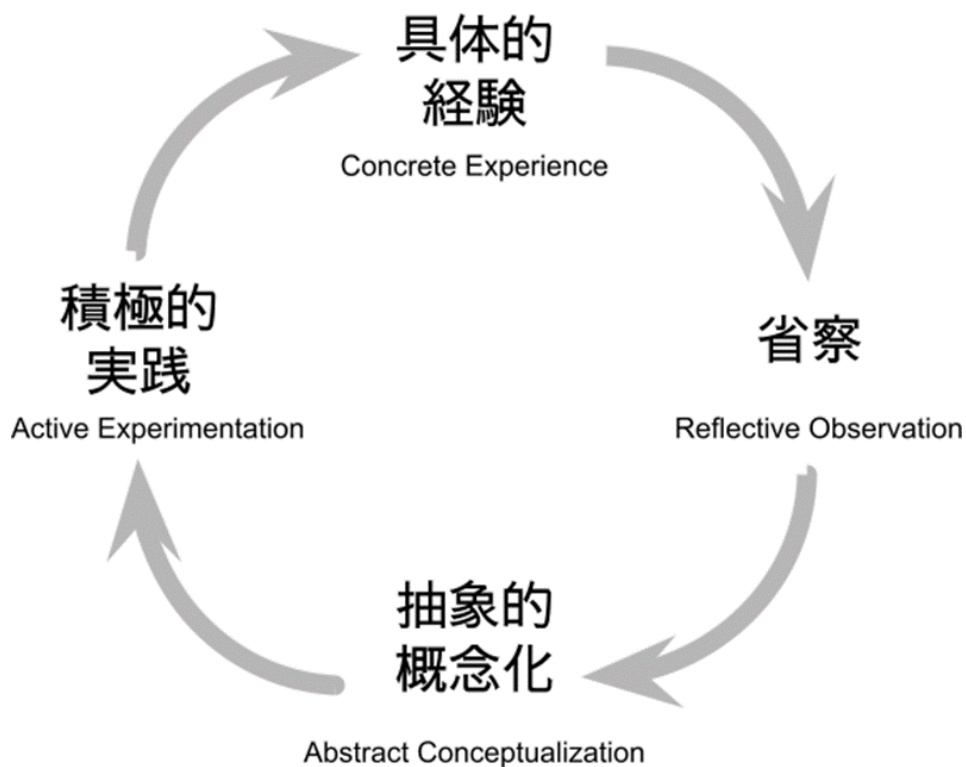 具体的
経験
Concrete Experience
省察
Reflective Observation
抽象的
概念化
Abstract Conceptualization
積極的
実践
Active Experimentation